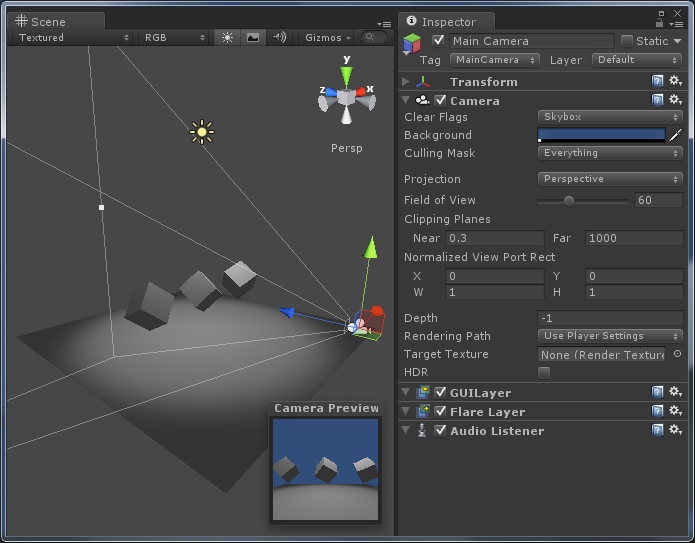 Scene
Textured RGB Gizmos
y
z x
Persp
Camera Preview
Inspector
Main Camera Static
Tag MainCamera Layer Default
Transform
Camera
Clear Flags Skybox
Background
Culling Mask Everything
Projection Perspective
Field of View 60
Clipping Planes
Near 0.3 Far 1000
Normalized View Port Rect
X 0 Y 0
W 1 H 1
Depth -1
Rendering Path Use Player Settings
Target Texture None (Render Texture
HDR
GUILayer
Flare Layer
Audio Listener